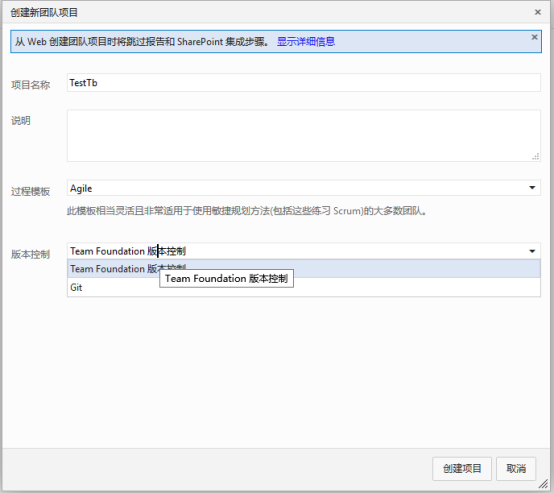 创建新团队项目
从 Web 创建团队项目时将跳过报告和 SharePoint 集成步骤。 显示详细信息
项目名称 TestTb
说明
过程模板 Agile
此模板相当灵活且非常适用于使用敏捷规划方法(包括这些练习 Scrum)的大多数团队。
版本控制 Team Foundation 版本控制
Team Foundation 版本控制
Team Foundation 版本控制
Git
创建项目 取消